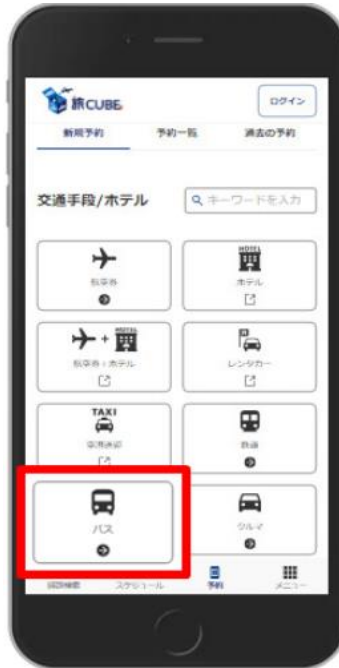 旅CUBE
ログイン
新規予約 予約一覧 過去の予約
交通手段/ホテル キーワードを入力
HOTEL
航空券 ホテル
HOTEL
航空券+ホテル レンタカー
TAXI
空港送迎 鉄道
バス クルマ
スケジュール 予約 メニュー